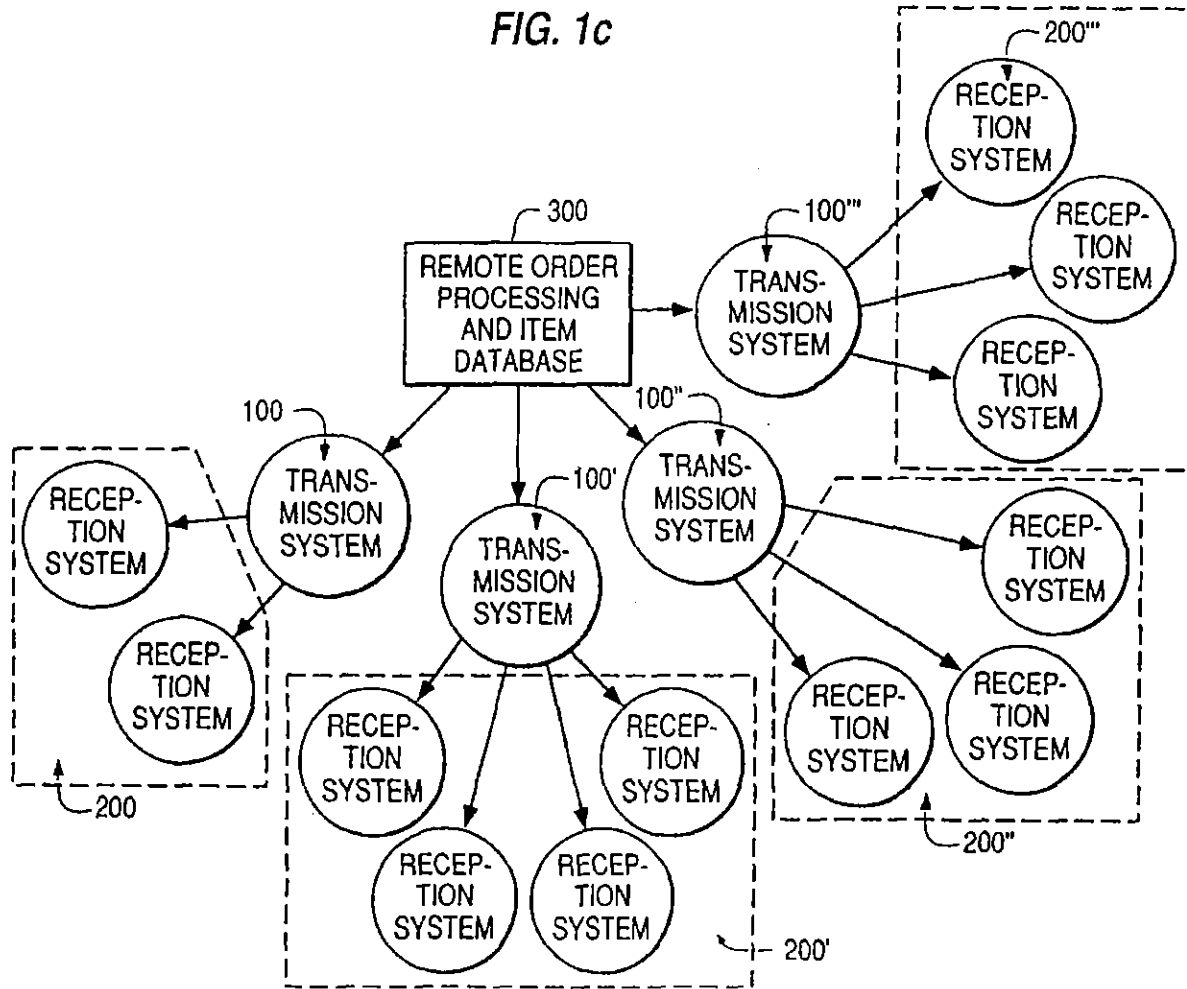 FIG. 1c
200'''
RECEP-
TION
SYSTEM
RECEP-
TION
SYSTEM
RECEP-
TION
SYSTEM
300
REMOTE ORDER
PROCESSING
AND ITEM
DATABASE
100'''
TRANS-
MISSION
SYSTEM
100
TRANS-
MISSION
SYSTEM
100'
TRANS-
MISSION
SYSTEM
100"
TRANS-
MISSION
SYSTEM
RECEP-
TION
SYSTEM
RECEP-
TION
SYSTEM
200
RECEP-
TION
SYSTEM
RECEP-
TION
SYSTEM
RECEP-
TION
SYSTEM
RECEP-
TION
SYSTEM
200'
RECEP-
TION
SYSTEM
RECEP-
TION
SYSTEM
RECEP-
TION
SYSTEM
200"